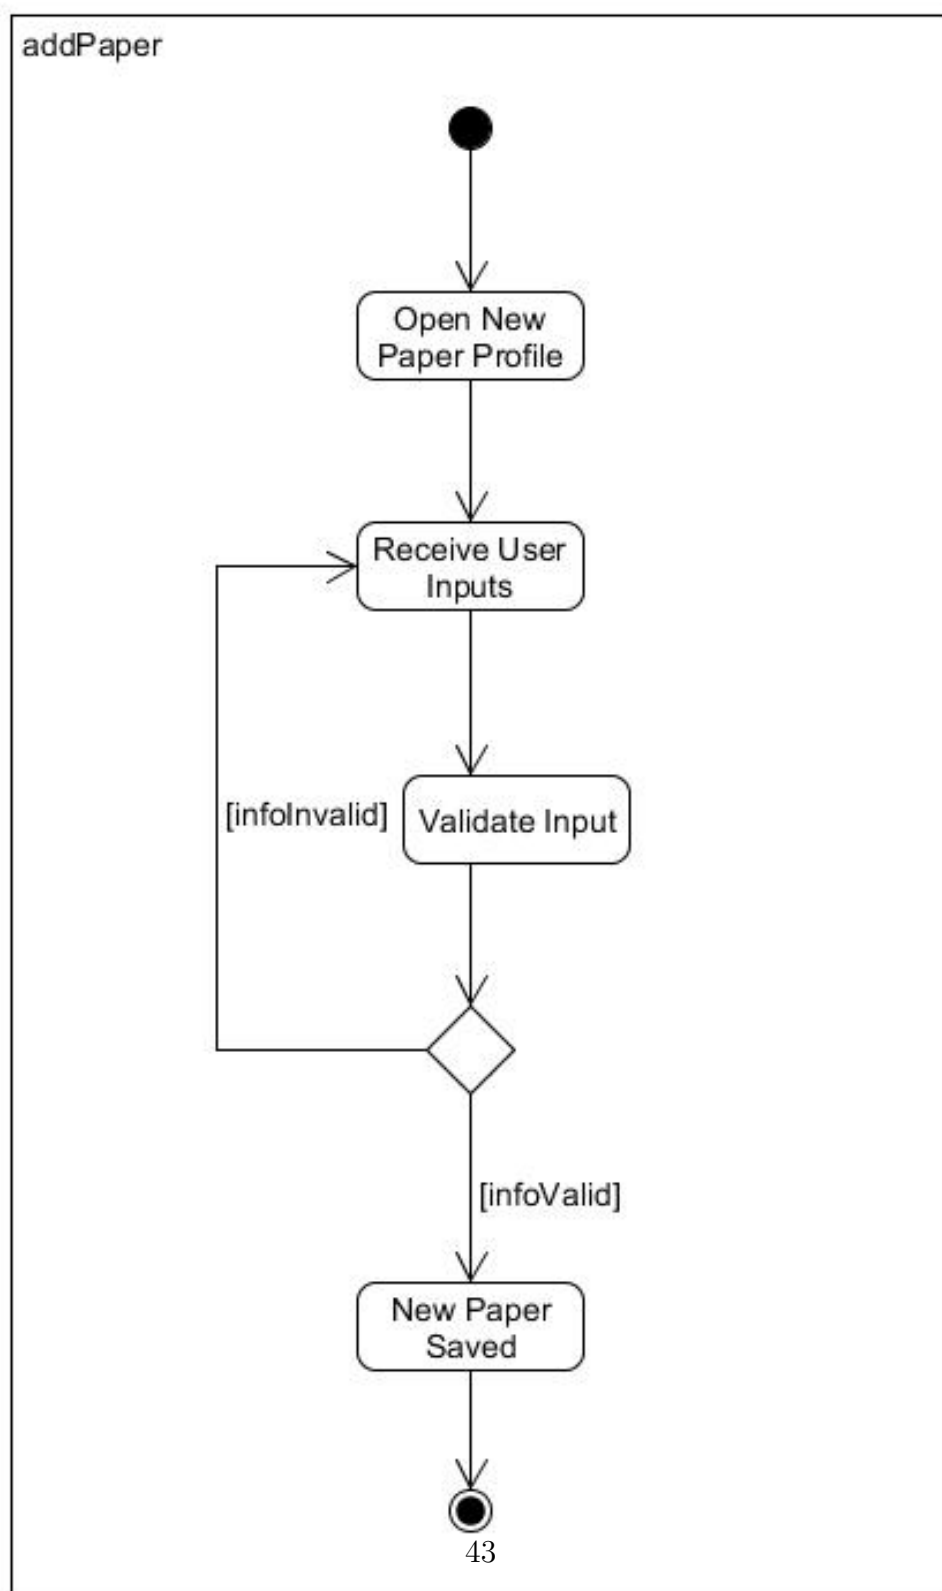 addPaper
Open New
Paper Profile
Receive User
Inputs
[infoInvalid]
Validate Input
[infoValid]
New Paper
Saved
43